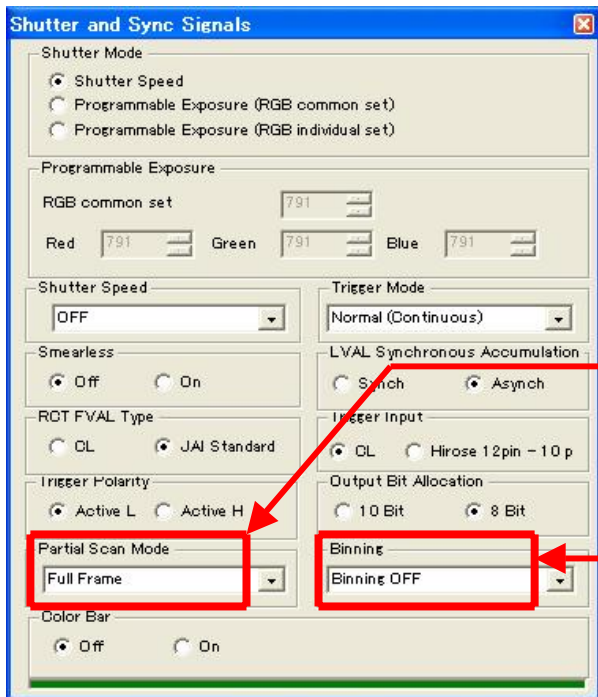 Shutter and Sync Signals
Shutter Mode
Shutter Speed
Programmable Exposure (RGB common set)
Programmable Exposure (RGB individual set)
Programmable Exposure
RGB common set 791
Red 791 Green 791 Blue 791
Shutter Speed Trigger Mode
OFF Normal (Continuous)
Smearless LVAL Synchronous Accumulation
Off On Synch Asynch
RCT FVAL Type Trigger Input
CL JAI Standard CL Hirose 12pin - 10 p
Trigger Polarity Output Bit Allocation
Active L Active H 10 Bit 8 Bit
Partial Scan Mode Binning
Full Frame Binning OFF
Color Bar
Off On